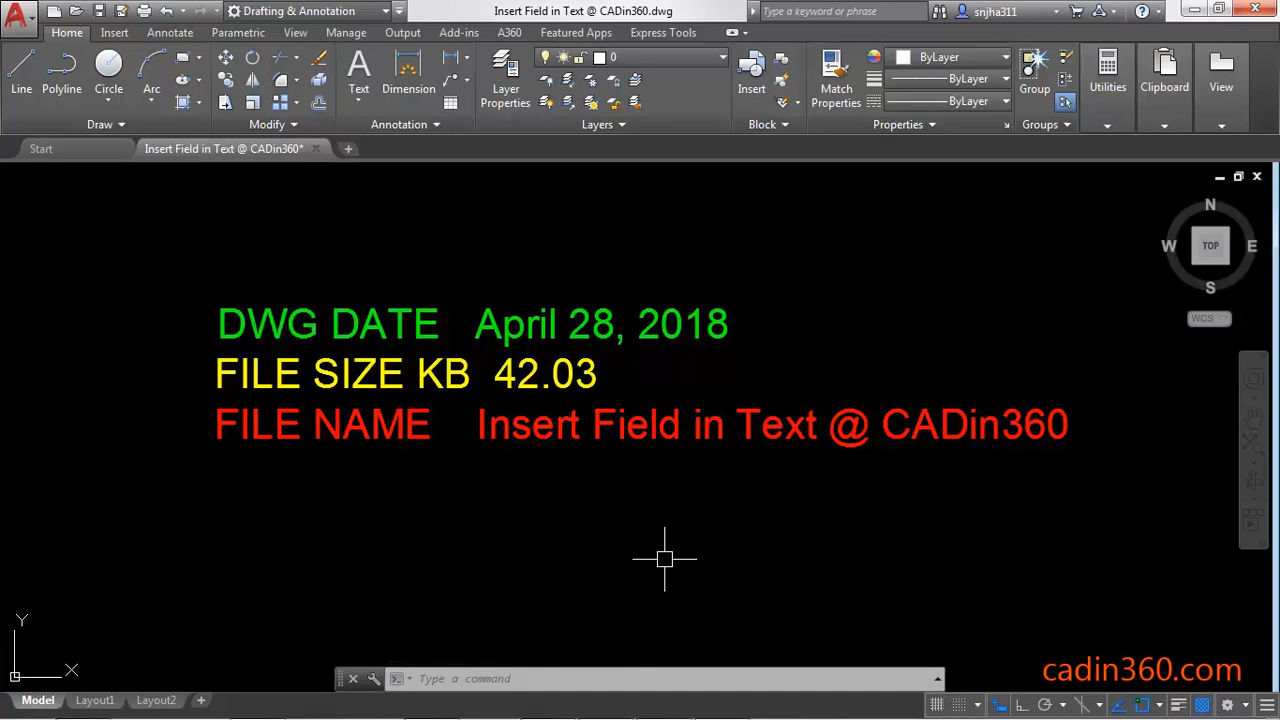 Drafting & Annotation
Insert Field in Text @ CADin360.dwg
Type a keyword or phrase
snjha311
Home Insert Annotate Parametric View Manage Output Add-ins A360 Featured Apps Express Tools
0
ByLayer
ByLayer
ByLayer
Line Polyline Circle Arc Text Dimension Layer Properties Insert Match Properties Group Utilities Clipboard View
Draw Modify Annotation Layers Block Properties Groups
Start Insert Field in Text @ CADin360* +
N
W TOP E
S
WCS
DWG DATE April 28, 2018
FILE SIZE KB 42.03
FILE NAME Insert Field in Text @ CADin360
Y
X
Type a command
cadin360.com
Model Layout1 Layout2 +